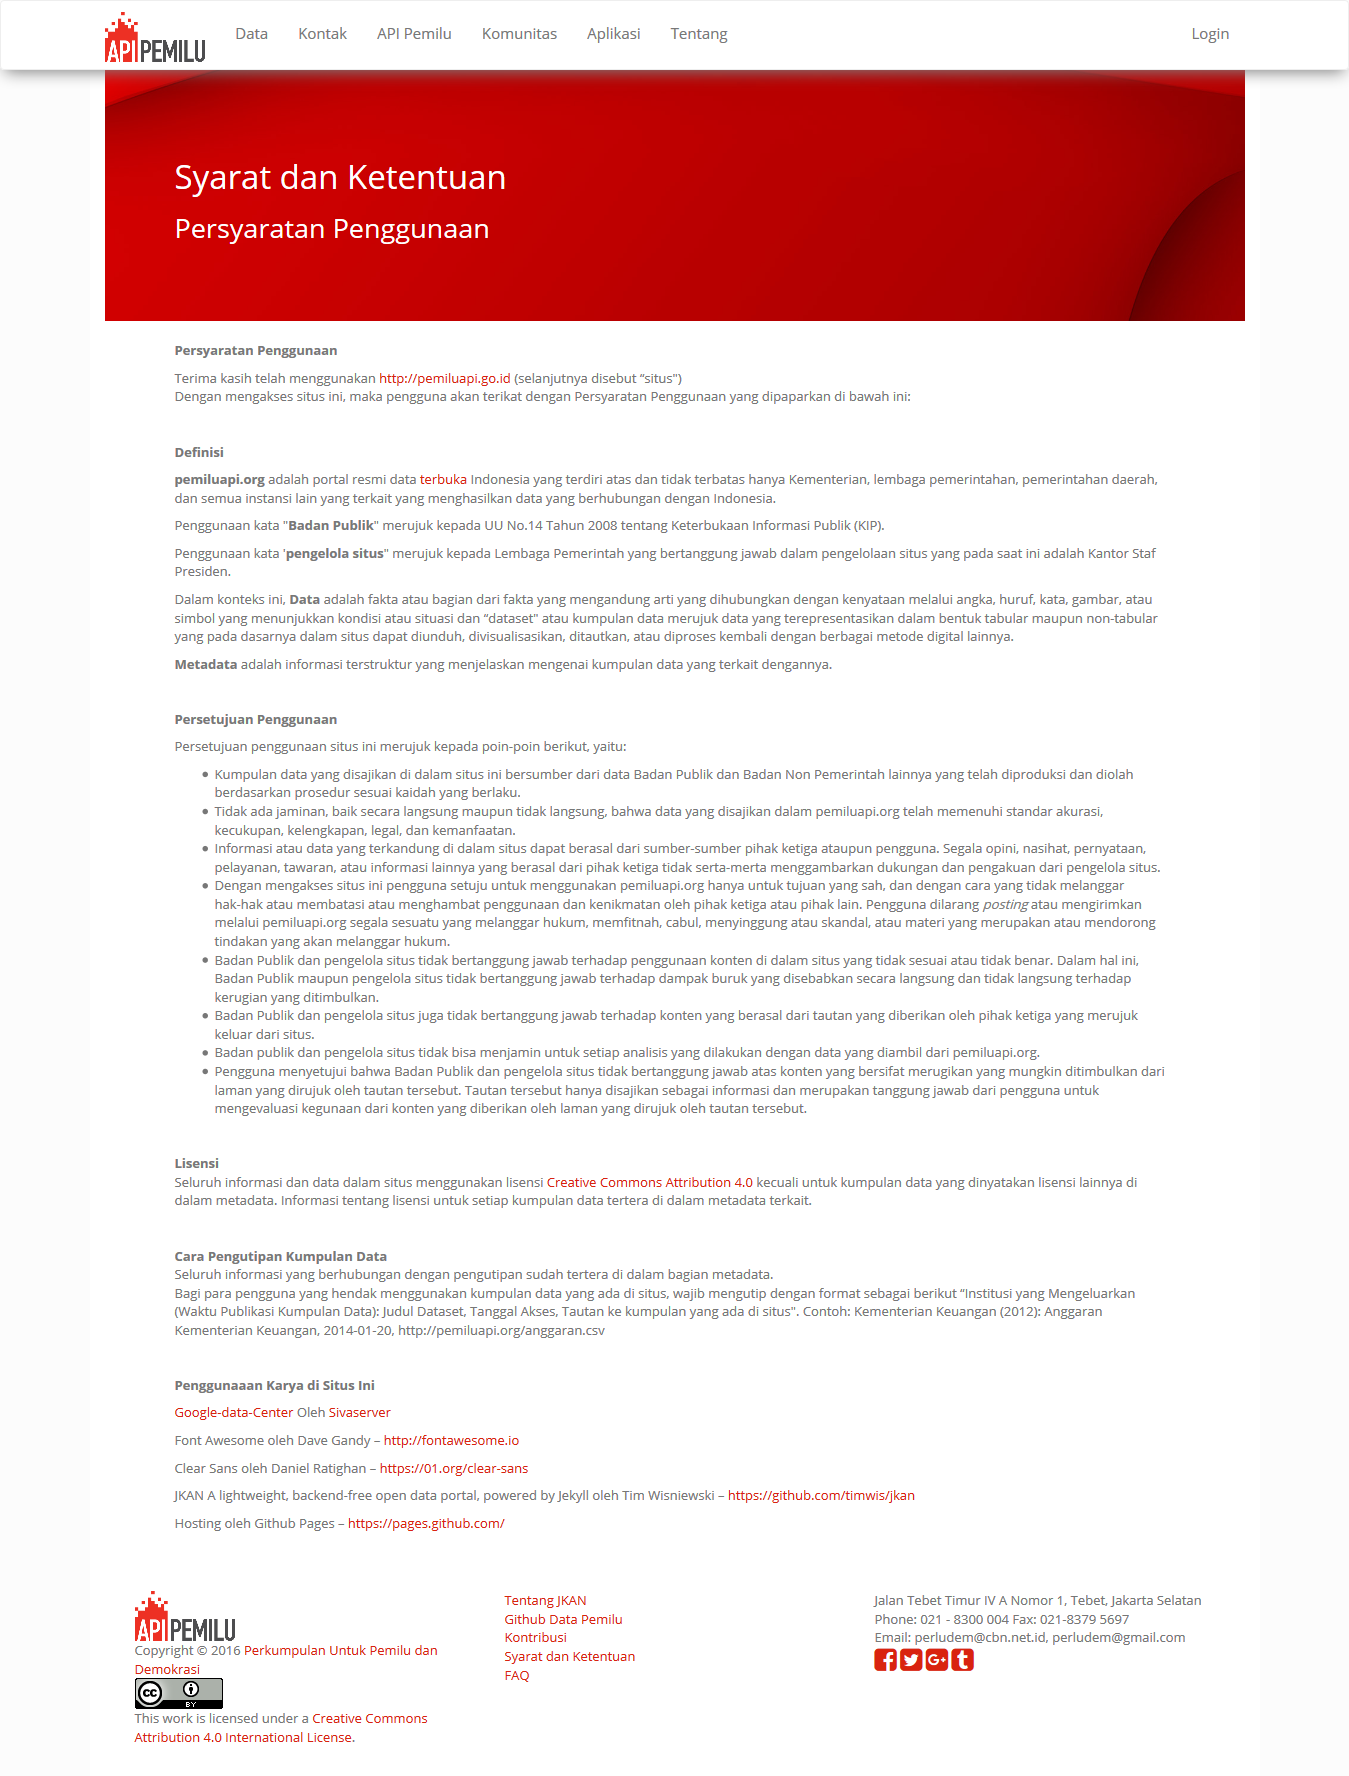 APIPEMILU
Data Kontak API Pemilu Komunitas Aplikasi Tentang Login
Syarat dan Ketentuan
Persyaratan Penggunaan
Persyaratan Penggunaan
Terima kasih telah menggunakan http://pemiluapi.go.id (selanjutnya disebut “situs")
Dengan mengakses situs ini, maka pengguna akan terikat dengan Persyaratan Penggunaan yang dipaparkan di bawah ini:
Definisi
pemiluapi.org adalah portal resmi data terbuka Indonesia yang terdiri atas dan tidak terbatas hanya Kementerian, lembaga pemerintahan, pemerintahan daerah,
dan semua instansi lain yang terkait yang menghasilkan data yang berhubungan dengan Indonesia.
Penggunaan kata "Badan Publik" merujuk kepada UU No.14 Tahun 2008 tentang Keterbukaan Informasi Publik (KIP).
Penggunaan kata 'pengelola situs" merujuk kepada Lembaga Pemerintah yang bertanggung jawab dalam pengelolaan situs yang pada saat ini adalah Kantor Staf
Presiden.
Dalam konteks ini, Data adalah fakta atau bagian dari fakta yang mengandung arti yang dihubungkan dengan kenyataan melalui angka, huruf, kata, gambar, atau
simbol yang menunjukkan kondisi atau situasi dan “dataset" atau kumpulan data merujuk data yang terepresentasikan dalam bentuk tabular maupun non-tabular
yang pada dasarnya dalam situs dapat diunduh, divisualisasikan, ditautkan, atau diproses kembali dengan berbagai metode digital lainnya.
Metadata adalah informasi terstruktur yang menjelaskan mengenai kumpulan data yang terkait dengannya.
Persetujuan Penggunaan
Persetujuan penggunaan situs ini merujuk kepada poin-poin berikut, yaitu:
• Kumpulan data yang disajikan di dalam situs ini bersumber dari data Badan Publik dan Badan Non Pemerintah lainnya yang telah diproduksi dan diolah
berdasarkan prosedur sesuai kaidah yang berlaku.
• Tidak ada jaminan, baik secara langsung maupun tidak langsung, bahwa data yang disajikan dalam pemiluapi.org telah memenuhi standar akurasi,
kecukupan, kelengkapan, legal, dan kemanfaatan.
• Informasi atau data yang terkandung di dalam situs dapat berasal dari sumber-sumber pihak ketiga ataupun pengguna. Segala opini, nasihat, pernyataan,
pelayanan, tawaran, atau informasi lainnya yang berasal dari pihak ketiga tidak serta-merta menggambarkan dukungan dan pengakuan dari pengelola situs.
• Dengan mengakses situs ini pengguna setuju untuk menggunakan pemiluapi.org hanya untuk tujuan yang sah, dan dengan cara yang tidak melanggar
hak-hak atau membatasi atau menghambat penggunaan dan kenikmatan oleh pihak ketiga atau pihak lain. Pengguna dilarang posting atau mengirimkan
melalui pemiluapi.org segala sesuatu yang melanggar hukum, memfitnah, cabul, menyinggung atau skandal, atau materi yang merupakan atau mendorong
tindakan yang akan melanggar hukum.
• Badan Publik dan pengelola situs tidak bertanggung jawab terhadap penggunaan konten di dalam situs yang tidak sesuai atau tidak benar. Dalam hal ini,
Badan Publik maupun pengelola situs tidak bertanggung jawab terhadap dampak buruk yang disebabkan secara langsung dan tidak langsung terhadap
kerugian yang ditimbulkan.
• Badan Publik dan pengelola situs juga tidak bertanggung jawab terhadap konten yang berasal dari tautan yang diberikan oleh pihak ketiga yang merujuk
keluar dari situs.
• Badan publik dan pengelola situs tidak bisa menjamin untuk setiap analisis yang dilakukan dengan data yang diambil dari pemiluapi.org.
• Pengguna menyetujui bahwa Badan Publik dan pengelola situs tidak bertanggung jawab atas konten yang bersifat merugikan yang mungkin ditimbulkan dari
laman yang dirujuk oleh tautan tersebut. Tautan tersebut hanya disajikan sebagai informasi dan merupakan tanggung jawab dari pengguna untuk
mengevaluasi kegunaan dari konten yang diberikan oleh laman yang dirujuk oleh tautan tersebut.
Lisensi
Seluruh informasi dan data dalam situs menggunakan lisensi Creative Commons Attribution 4.0 kecuali untuk kumpulan data yang dinyatakan lisensi lainnya di
dalam metadata. Informasi tentang lisensi untuk setiap kumpulan data tertera di dalam metadata terkait.
Cara Pengutipan Kumpulan Data
Seluruh informasi yang berhubungan dengan pengutipan sudah tertera di dalam bagian metadata.
Bagi para pengguna yang hendak menggunakan kumpulan data yang ada di situs, wajib mengutip dengan format sebagai berikut “Institusi yang Mengeluarkan
(Waktu Publikasi Kumpulan Data): Judul Dataset, Tanggal Akses, Tautan ke kumpulan yang ada di situs". Contoh: Kementerian Keuangan (2012): Anggaran
Kementerian Keuangan, 2014-01-20, http://pemiluapi.org/anggaran.csv
Penggunaaan Karya di Situs Ini
Google-data-Center Oleh Sivaserver
Font Awesome oleh Dave Gandy – http://fontawesome.io
Clear Sans oleh Daniel Ratighan – https://01.org/clear-sans
JKAN A lightweight, backend-free open data portal, powered by Jekyll oleh Tim Wisniewski – https://github.com/timwis/jkan
Hosting oleh Github Pages – https://pages.github.com/
APIPEMILU
Copyright © 2016 Perkumpulan Untuk Pemilu dan
Demokrasi
cc BY
This work is licensed under a Creative Commons
Attribution 4.0 International License.
Tentang JKAN
Github Data Pemilu
Kontribusi
Syarat dan Ketentuan
FAQ
Jalan Tebet Timur IV A Nomor 1, Tebet, Jakarta Selatan
Phone: 021 - 8300 004 Fax: 021-8379 5697
Email: perludem@cbn.net.id, perludem@gmail.com